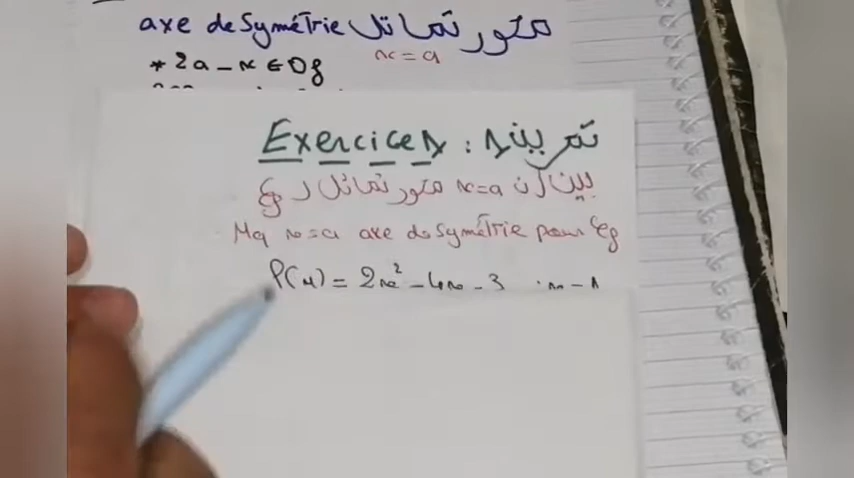 axe de Symétrie محور تماثل
x = a
* 2a - x ∈ Df
Exercice 1 : تمرين 1
بين أن x=a محور تماثل ل Cf
Mq x = a axe de Symétrie pour Cf
f(x) = 2x² - 4x - 3 ; x = 1